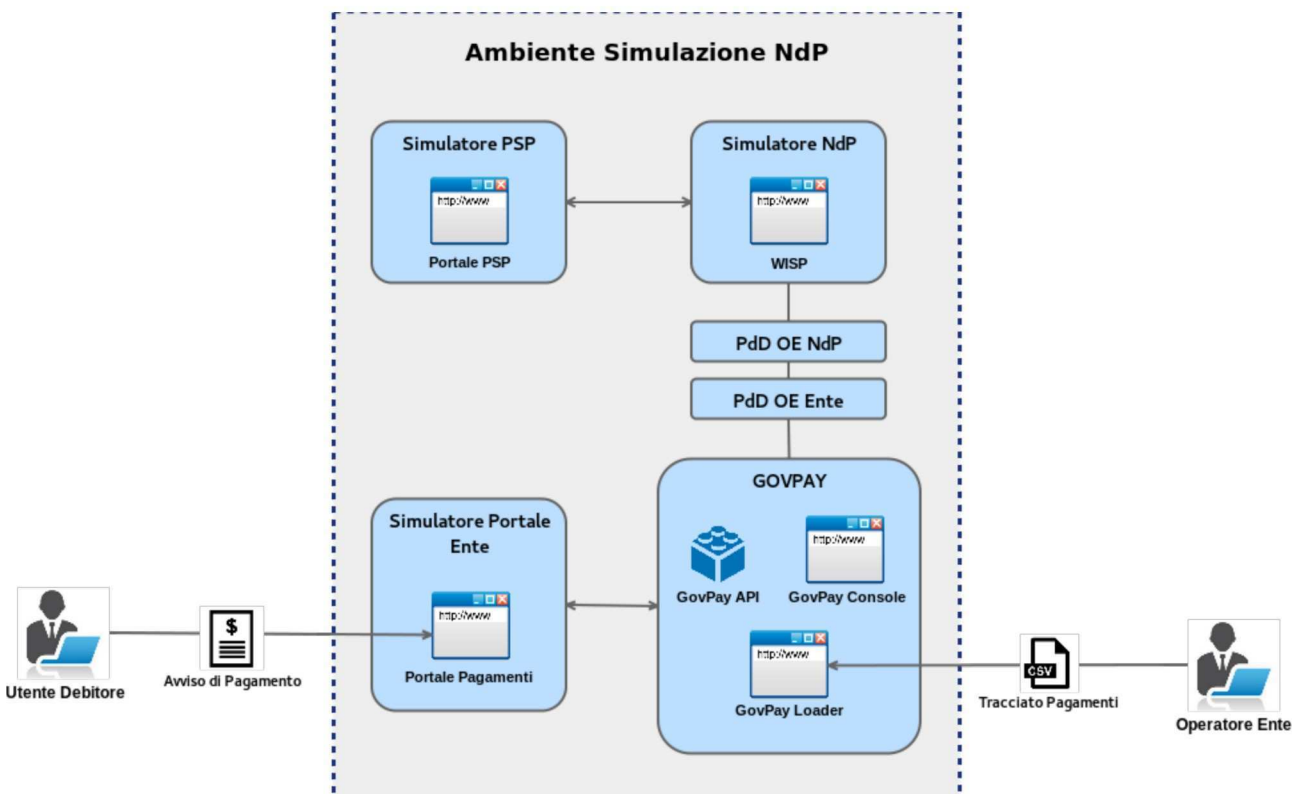 Ambiente Simulazione NdP
Simulatore PSP
http://www
Portale PSP
Simulatore NdP
http://www
WISP
PdD OE NdP
PdD OE Ente
GOVPAY
GovPay API
http://www
GovPay Console
http://www
GovPay Loader
Simulatore Portale
Ente
http://www
Portale Pagamenti
Utente Debitore
$
Avviso di Pagamento
CSV
Tracciato Pagamenti
Operatore Ente